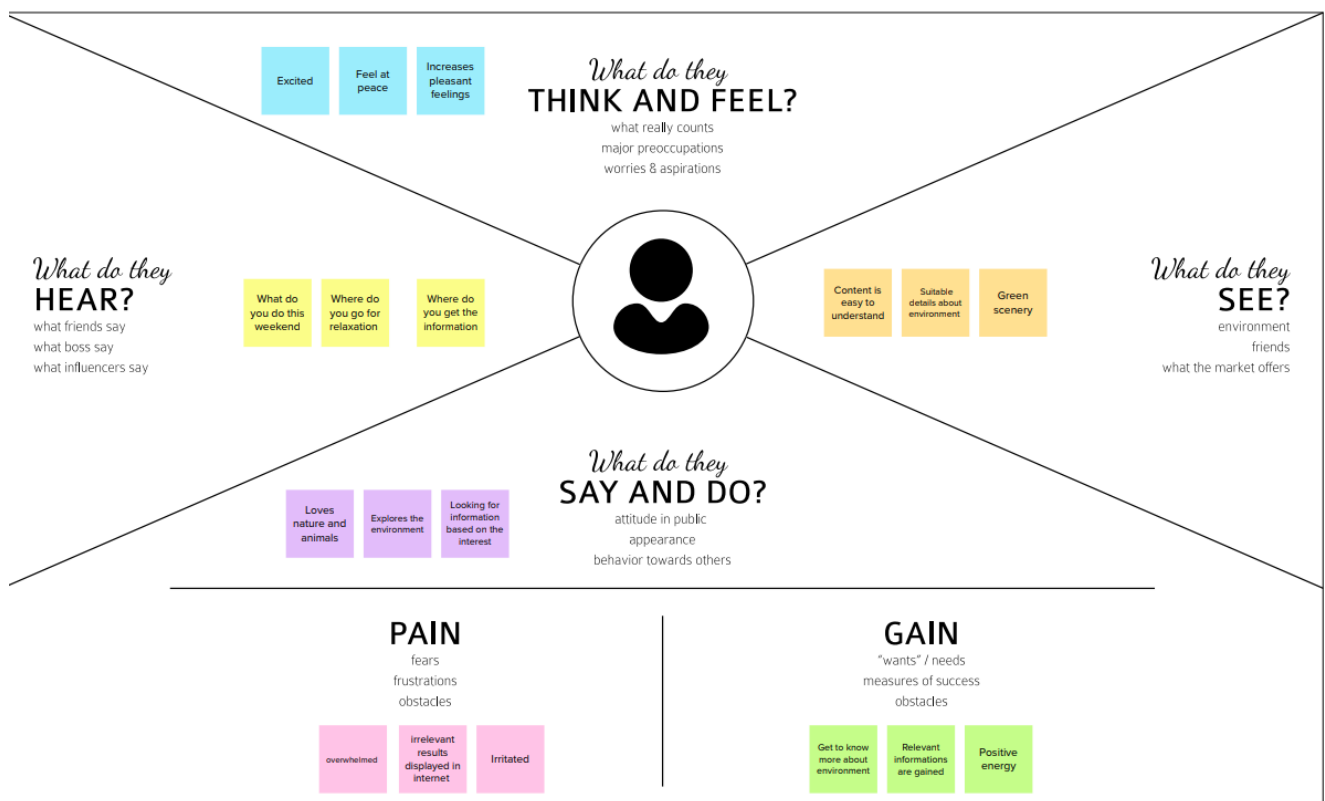 Excited
Feel at
peace
Increases
pleasant
feelings
What do they
THINK AND FEEL?
what really counts
major preoccupations
worries & aspirations
What do they
HEAR?
what friends say
what boss say
what influencers say
What do
you do this
weekend
Where do
you go for
relaxation
Where do
you get the
information
Content is
easy to
understand
Suitable
details about
environment
Green
scenery
What do they
SEE?
environment
friends
what the market offers
What do they
SAY AND DO?
attitude in public
appearance
behavior towards others
Loves
nature and
animals
Explores the
environment
Looking for
information
based on the
interest
PAIN
fears
frustrations
obstacles
overwhelmed
irrelevant
results
displayed in
internet
Irritated
GAIN
“wants” / needs
measures of success
obstacles
Get to know
more about
environment
Relevant
informations
are gained
Positive
energy